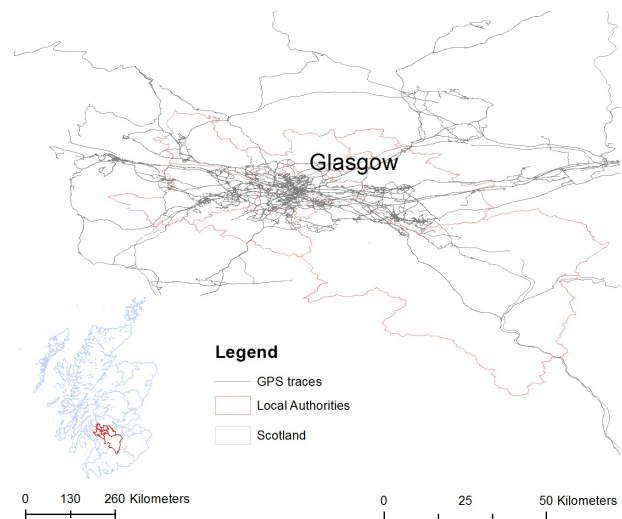 Glasgow
Legend
GPS traces
Local Authorities
Scotland
0 130 260 Kilometers
0 25 50 Kilometers